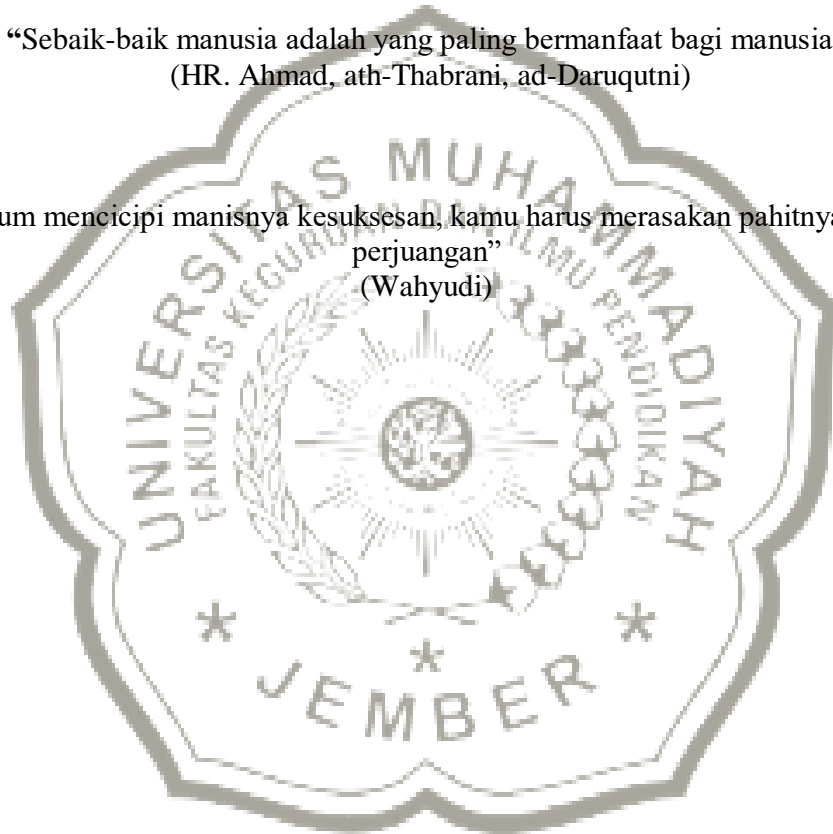 “Sebaik-baik manusia adalah yang paling bermanfaat bagi manusia
(HR. Ahmad, ath-Thabrani, ad-Daruqutni)
um mencicipi manisnya kesuksesan, kamu harus merasakan pahitnya
perjuangan”
(Wahyudi)
UNIVERSITAS MUHAMMADIYAH
FAKULTAS KEGURUAN DAN ILMU PENDIDIKAN
JEMBER